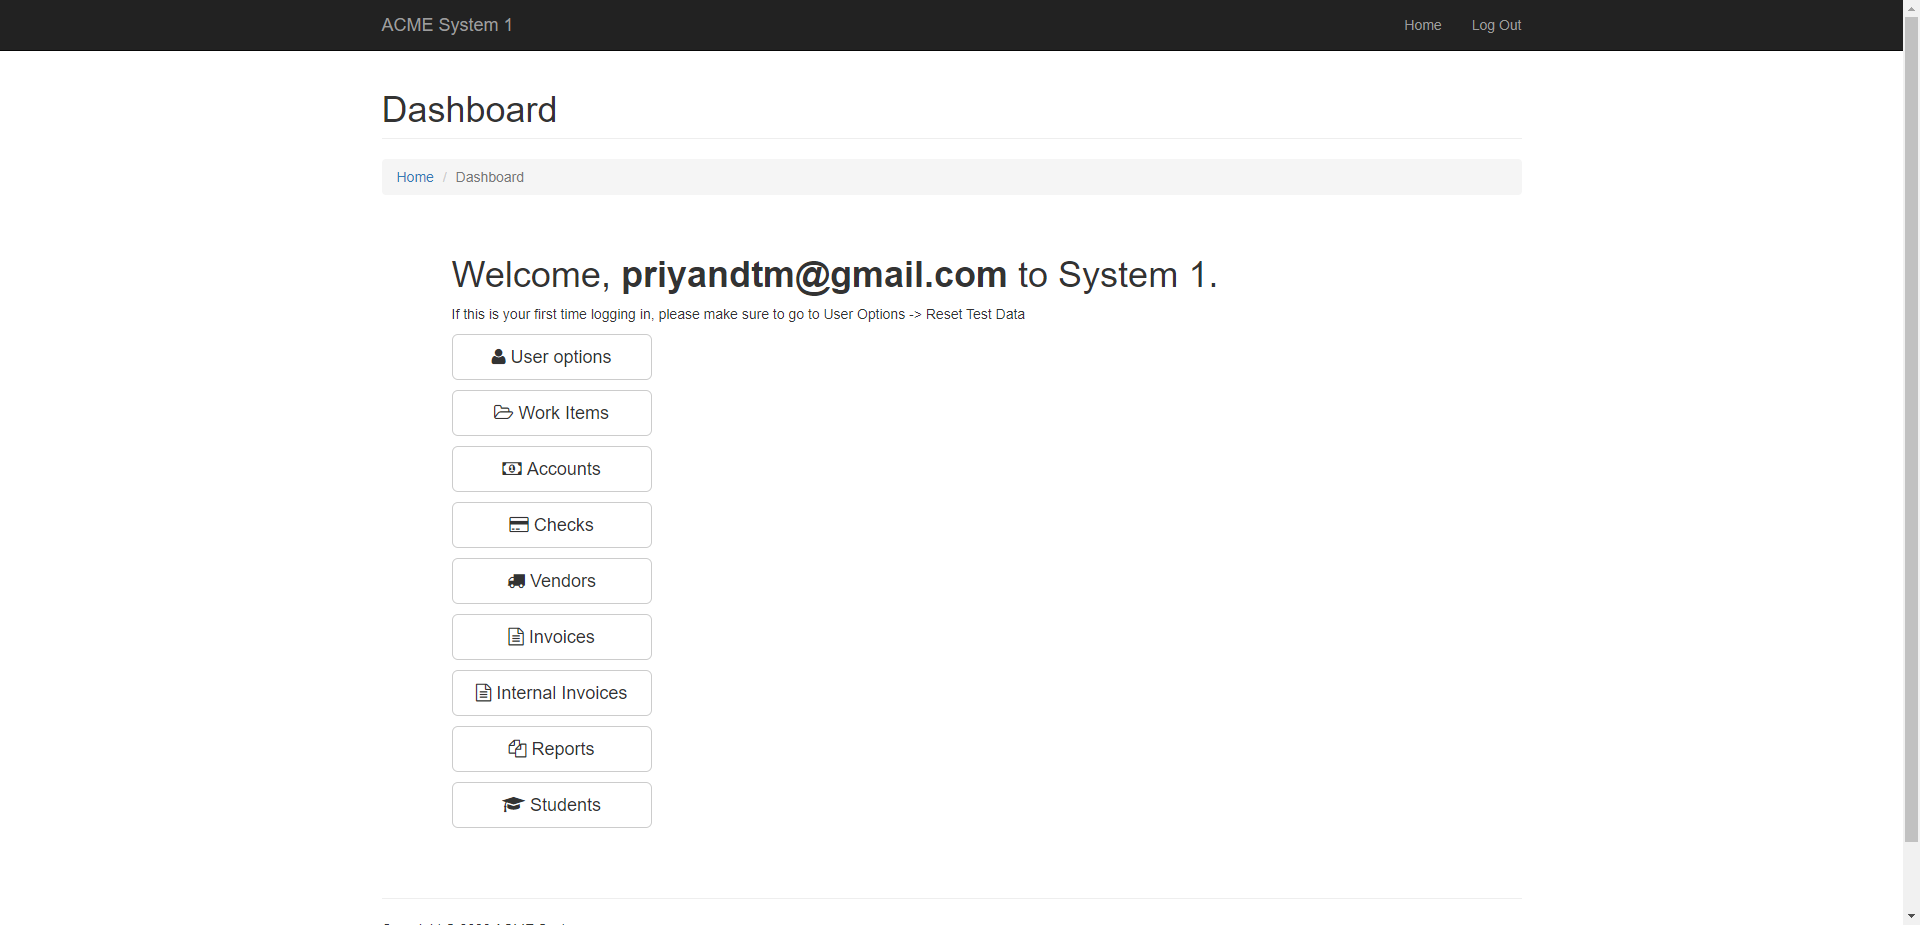 ACME System 1
Home
Log Out
Dashboard
Home / Dashboard
Welcome, priyandtm@gmail.com to System 1.
If this is your first time logging in, please make sure to go to User Options -> Reset Test Data
User options
Work Items
Accounts
Checks
Vendors
Invoices
Internal Invoices
Reports
Students